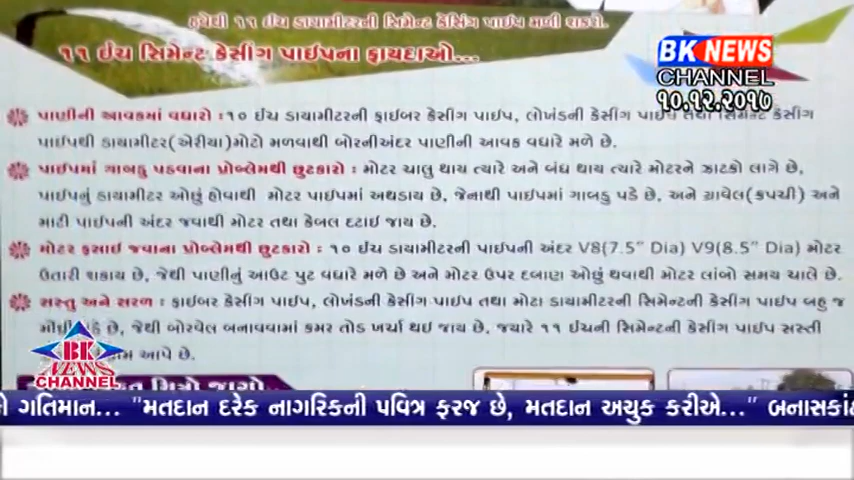 હવેથી ૧૧ ઈંચ ડાયામીટરની સિમેન્ટ કેસિંગ પાઈપ મળી શકશે.
૧૧ ઈંચ સિમેન્ટ કેસીંગ પાઈપના ફાયદાઓ...
BK NEWS
CHANNEL
૧૦.૧૨.૨૦૧૭
પાણીની આવકમાં વધારો : ૧૦ ઈંચ ડાયામીટરની ફાઈબર કેસીંગ પાઈપ, લોખંડની કેસીંગ પાઈપ તથા સિમેન્ટ કેસીંગ
પાઈપથી ડાયામીટર(એરીયા)મોટો મળવાથી બોરનીઅંદર પાણીની આવક વધારે મળે છે.
પાઈપમાં ગાબડુ પડવાના પ્રોબ્લેમથી છુટકારો : મોટર ચાલુ થાય ત્યારે અને બંધ થાય ત્યારે મોટરને ઝાટકો લાગે છે,
પાઈપનું ડાયામીટર ઓછું હોવાથી મોટર પાઈપમાં અથડાય છે, જેનાથી પાઈપમાં ગાબડુ પડે છે, અને ગ્રાવેલ(કપચી) અને
માટી પાઈપની અંદર જવાથી મોટર તથા કેબલ દટાઈ જાય છે.
મોટર ફસાઈ જવાના પ્રોબ્લેમથી છુટકારો : ૧૦ ઈંચ ડાયામીટરની પાઈપની અંદર V8(7.5" Dia) V9(8.5" Dia) મોટર
ઉતારી શકાય છે, જેથી પાણીનું આઉટ પુટ વધારે મળે છે અને મોટર ઉપર દબાણ ઓછું થવાથી મોટર લાંબો સમય ચાલે છે.
સસ્તુ અને સરળ : ફાઈબર કેસીંગ પાઈપ, લોખંડની કેસીંગ પાઈપ તથા મોટા ડાયામીટરની સિમેન્ટની કેસીંગ પાઈપ બહુ જ
મોંઘી પડે છે, જેથી બોરવેલ બનાવવામાં કમર તોડ ખર્ચા થઈ જાય છે. જ્યારે ૧૧ ઈંચની સિમેન્ટની કેસીંગ પાઈપ સસ્તી
આપે છે.
BK
NEWS
CHANNEL
મિત્રો જાગો...
ગતિમાન... "મતદાન દરેક નાગરિકની પવિત્ર ફરજ છે, મતદાન અચુક કરીએ..." બનાસકાંઠ